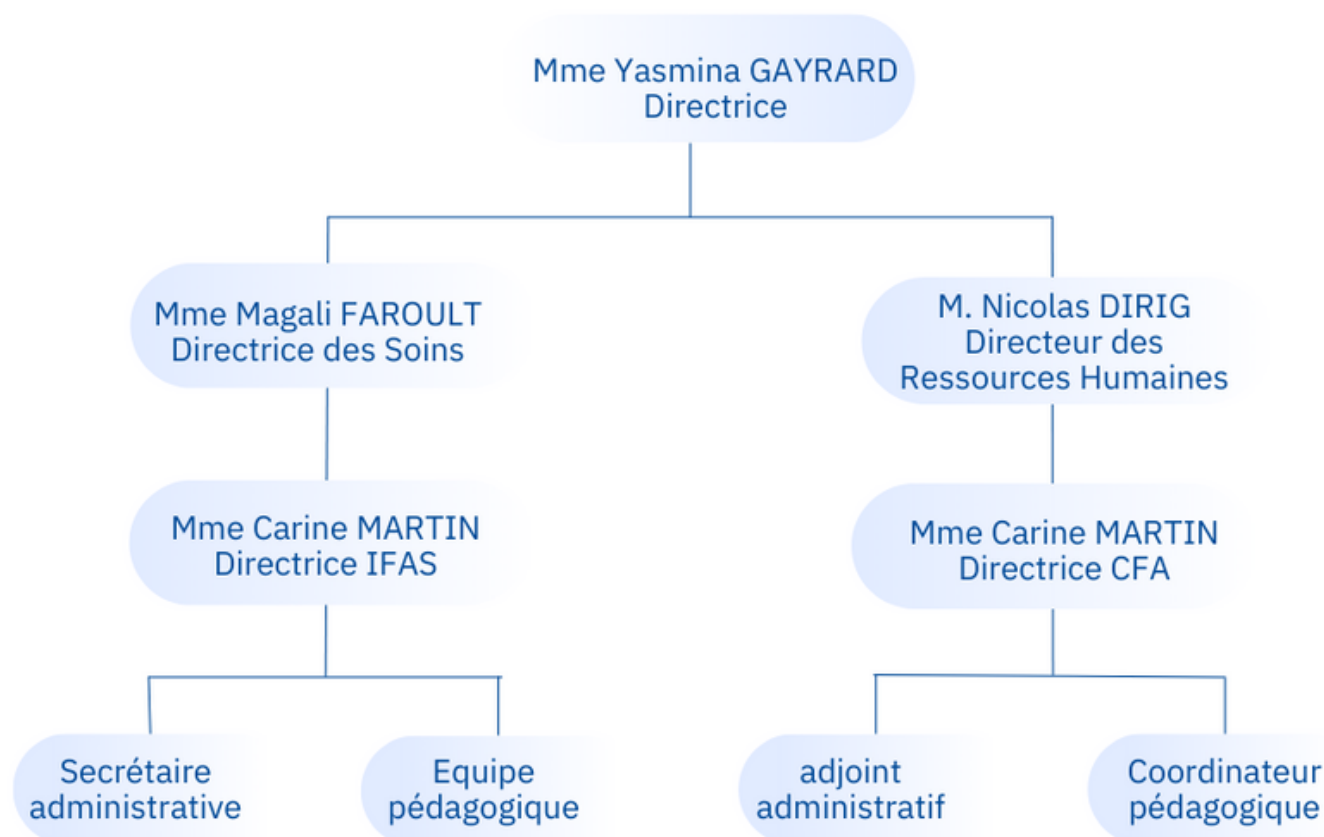 Mme Yasmina GAYRARD
Directrice
Mme Magali FAROULT
Directrice des Soins
M. Nicolas DIRIG
Directeur des
Ressources Humaines
Mme Carine MARTIN
Directrice IFAS
Mme Carine MARTIN
Directrice CFA
Secrétaire
administrative
Equipe
pédagogique
adjoint
administratif
Coordinateur
pédagogique